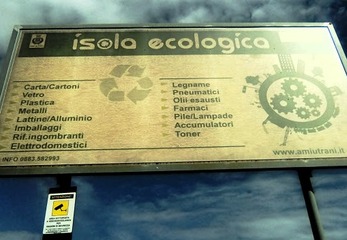 isola ecologica
Carta/Cartoni
Vetro
Plastica
Metalli
Lattine/Alluminio
Imballaggi
Rif.ingombranti
Elettrodomestici
Legname
Pneumatici
Olii esausti
Farmaci
Pile/Lampade
Accumulatori
Toner
INFO 0883.582993
www.amiutrani.it